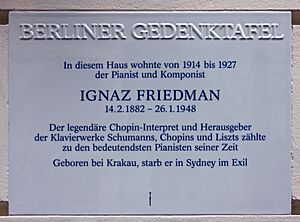 BERLINER GEDENKTAFEL
In diesem Haus wohnte von 1914 bis 1927
der Pianist und Komponist
IGNAZ FRIEDMAN
14.2.1882 – 26.1.1948
Der legendäre Chopin-Interpret und Herausgeber
der Klavierwerke Schumanns, Chopins und Liszts zählte
zu den bedeutendsten Pianisten seiner Zeit
Geboren bei Krakau, starb er in Sydney im Exil